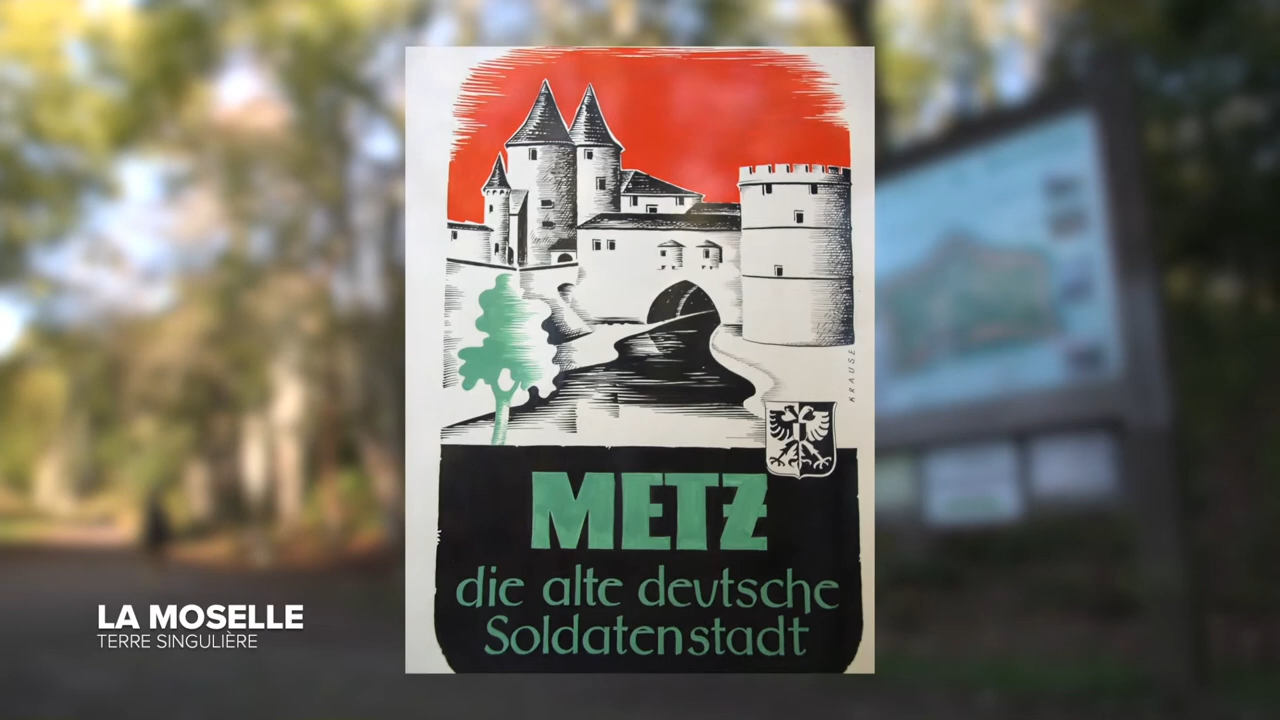 KRAUSE
METZ
die alte deutsche
Soldatenstadt
LA MOSELLE
TERRE SINGULIÈRE